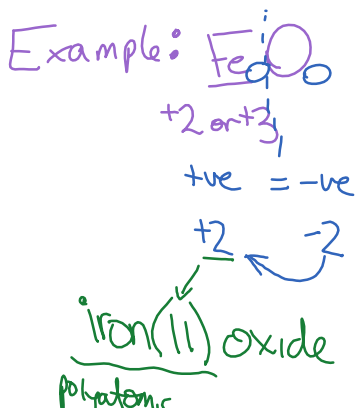 Example: FeO
+2 or +3
+ve = -ve
+2 -2
iron(II) oxide
polyatomic